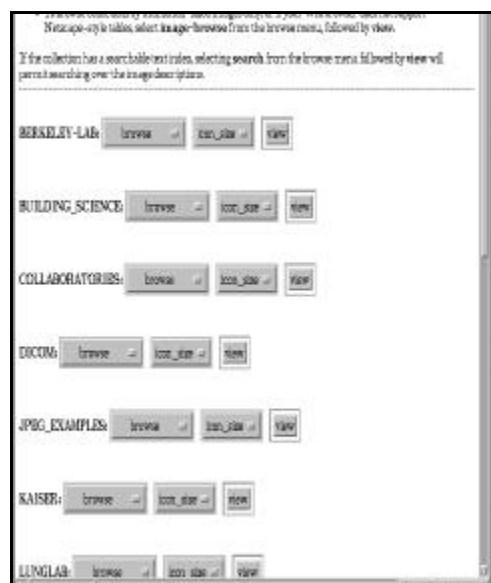 Netscape-style tables, select image-browse from the browse menu, followed by view.
If the collection has a searchable text index, selecting search from the browse menu followed by view will
permit searching over the image descriptions.
BERKELEY-LAB: browse icon_size view
BUILDING_SCIENCE: browse icon_size view
COLLABORATORIES: browse icon_size view
DICOM: browse icon_size view
JPEG_EXAMPLES: browse icon_size view
KAISER: browse icon_size view
LUNGLAB: browse icon_size view